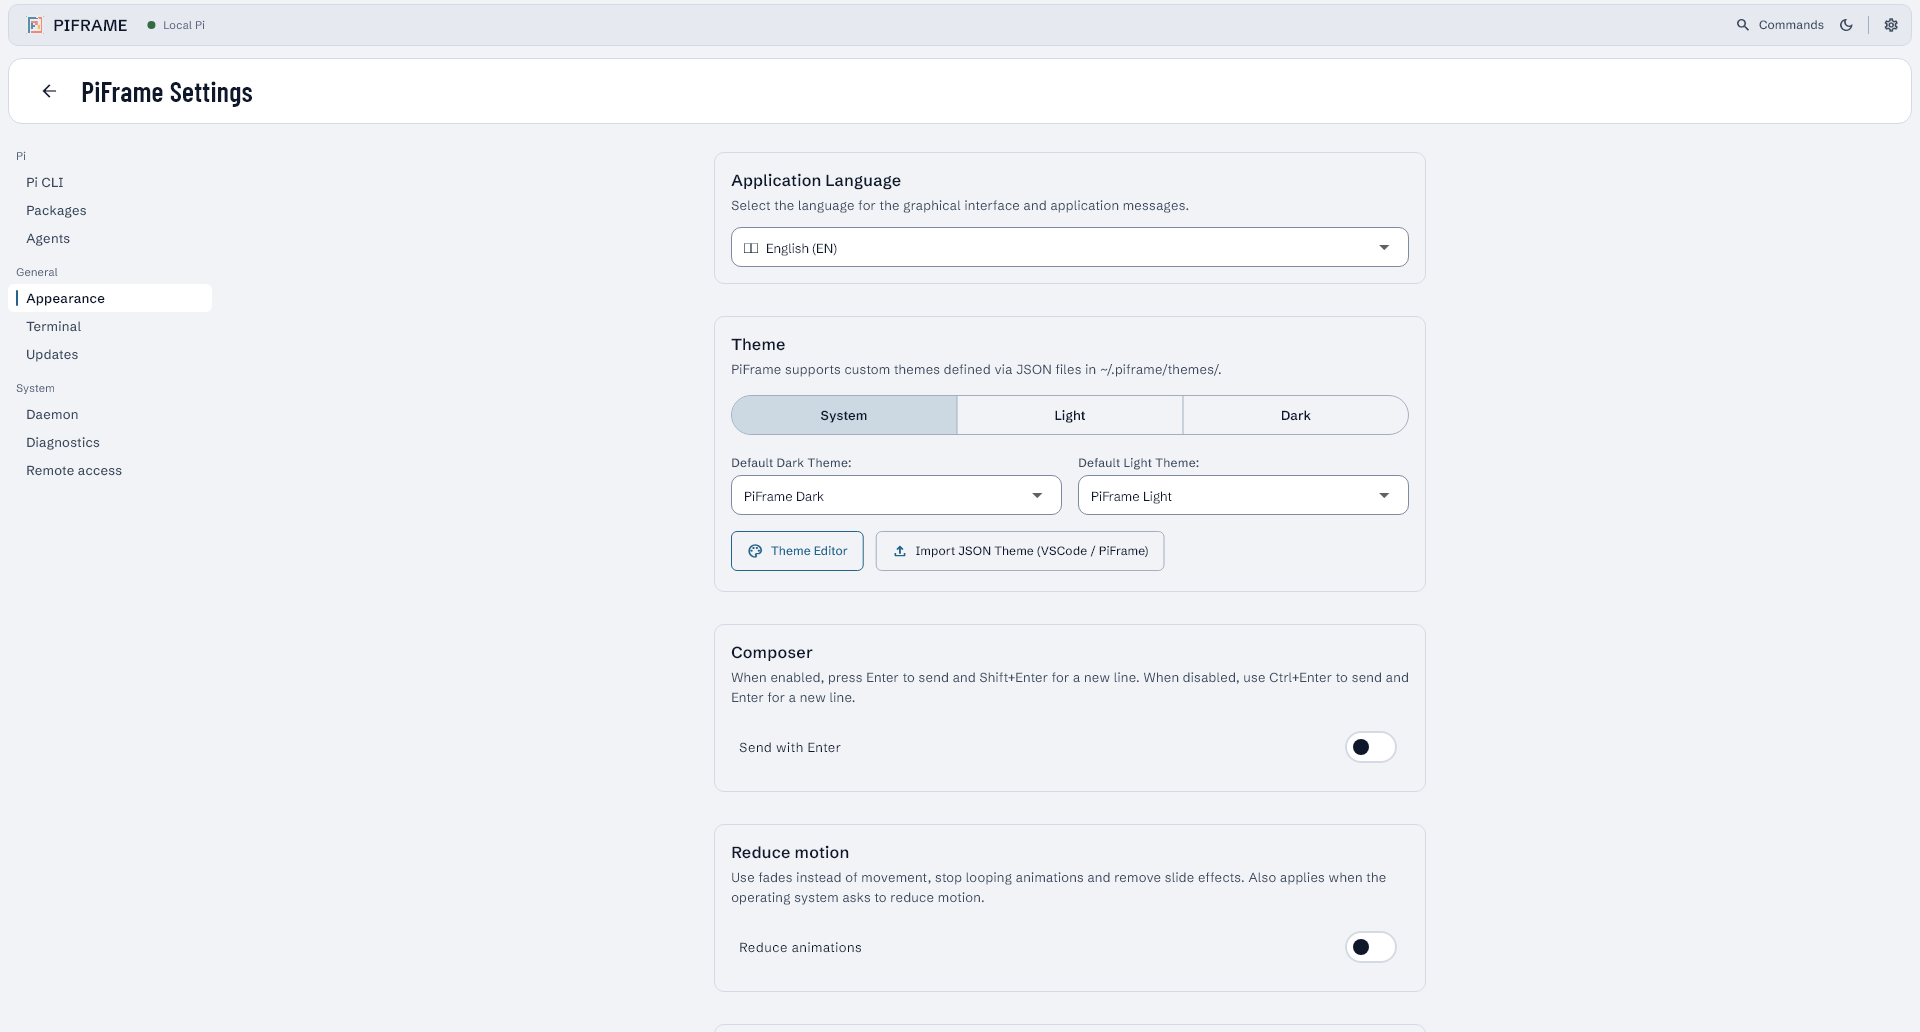 PIFRAME
Local Pi
Commands
PiFrame Settings
Pi
Pi CLI
Packages
Agents
General
Appearance
Terminal
Updates
System
Daemon
Diagnostics
Remote access
Application Language
Select the language for the graphical interface and application messages.
English (EN)
Theme
PiFrame supports custom themes defined via JSON files in ~/.piframe/themes/.
System
Light
Dark
Default Dark Theme:
Default Light Theme:
PiFrame Dark
PiFrame Light
Theme Editor
Import JSON Theme (VSCode / PiFrame)
Composer
When enabled, press Enter to send and Shift+Enter for a new line. When disabled, use Ctrl+Enter to send and
Enter for a new line.
Send with Enter
Reduce motion
Use fades instead of movement, stop looping animations and remove slide effects. Also applies when the
operating system asks to reduce motion.
Reduce animations